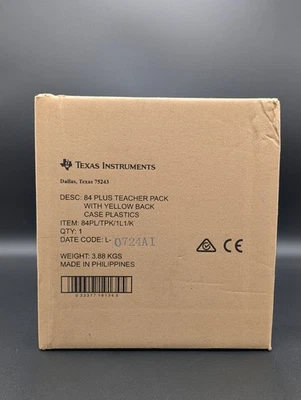 TEXAS INSTRUMENTS
Dallas, Texas 75243
DESC: 84 PLUS TEACHER PACK
WITH YELLOW BACK
CASE PLASTICS
ITEM: 84PL/TPK/1L1/K
QTY: 1
DATE CODE: L- 0724AI
WEIGHT: 3.88 KGS
MADE IN PHILIPPINES
CE